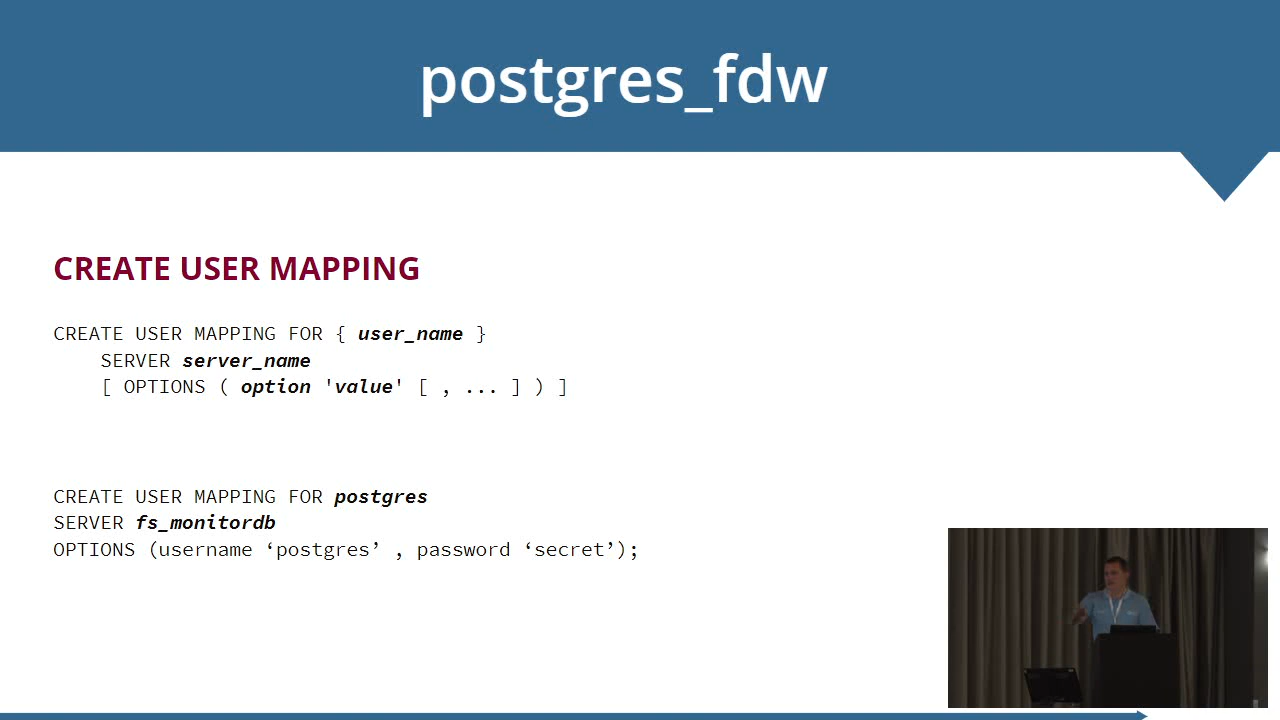 postgres_fdw
CREATE USER MAPPING
CREATE USER MAPPING FOR { user_name }
SERVER server_name
[ OPTIONS ( option 'value' [ , ... ] ) ]
CREATE USER MAPPING FOR postgres
SERVER fs_monitordb
OPTIONS (username ‘postgres’ , password ‘secret’);